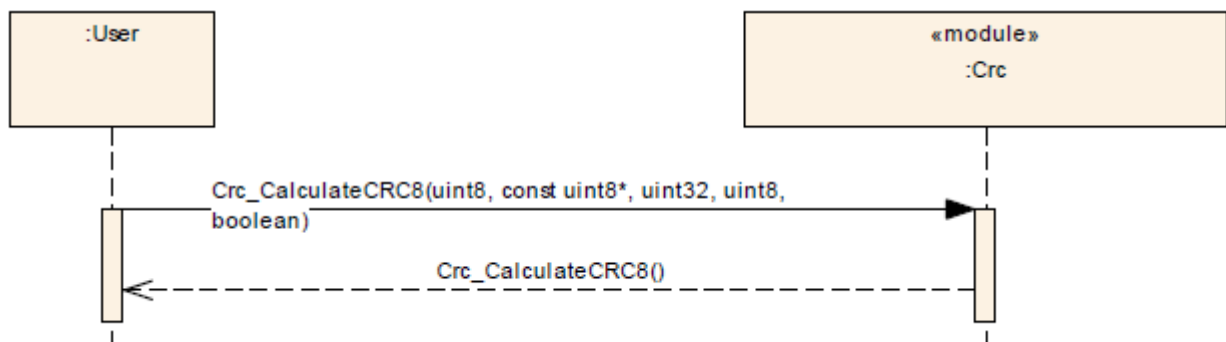 :User
«module»
:Crc
Crc_CalculateCRC8(uint8, const uint8*, uint32, uint8,
boolean)
Crc_CalculateCRC8()